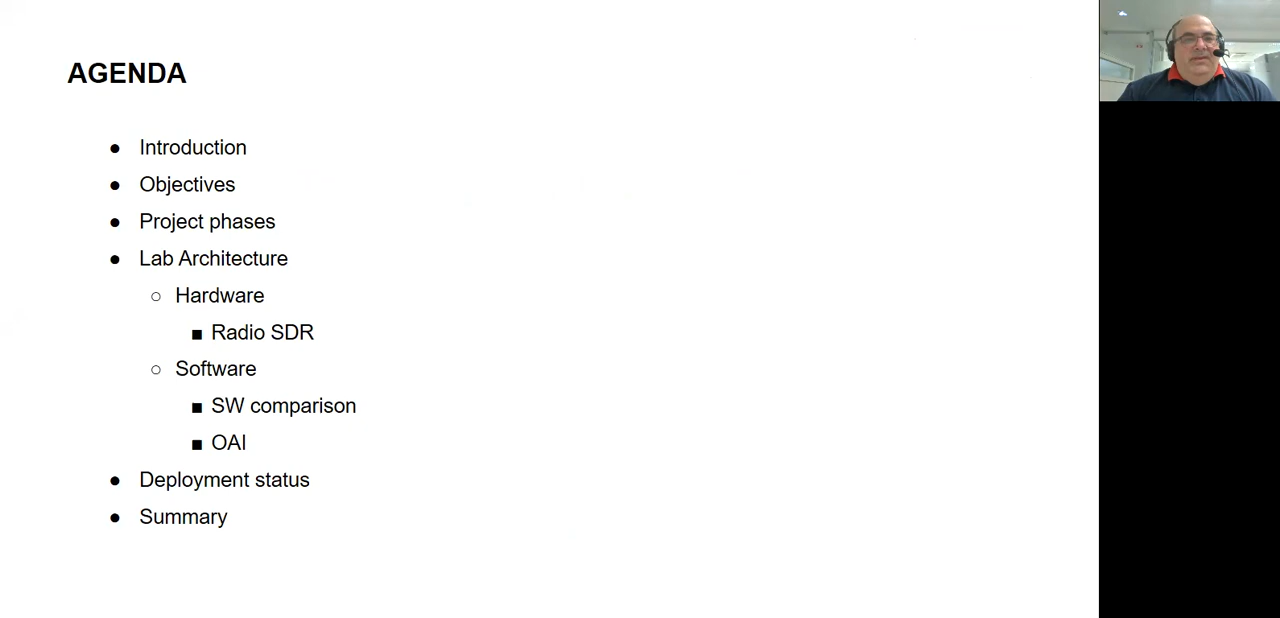 AGENDA
● Introduction
● Objectives
● Project phases
● Lab Architecture
○ Hardware
■ Radio SDR
○ Software
■ SW comparison
■ OAI
● Deployment status
● Summary